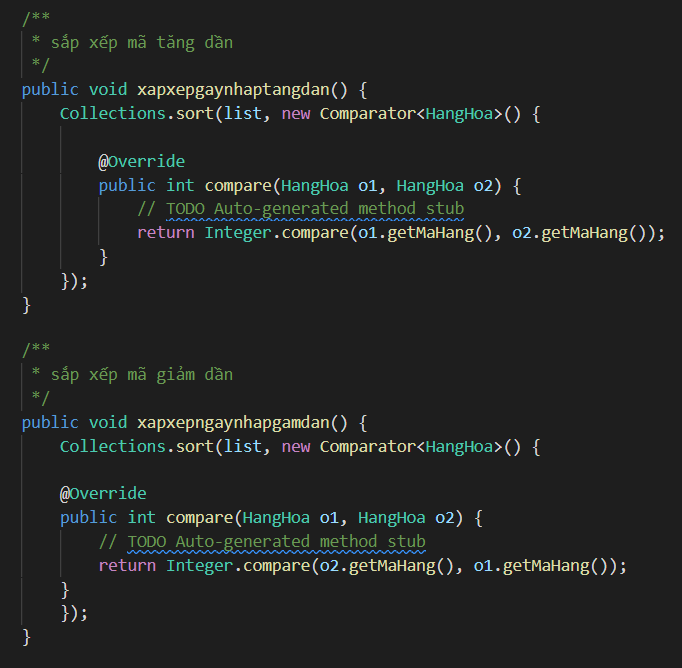 /**
 * sắp xếp mã tăng dần
 */
public void xapxepgaynhaptangdan() {
    Collections.sort(list, new Comparator<HangHoa>() {

        @Override
        public int compare(HangHoa o1, HangHoa o2) {
            // TODO Auto-generated method stub
            return Integer.compare(o1.getMaHang(), o2.getMaHang());
        }
    });
}

/**
 * sắp xếp mã giảm dần
 */
public void xapxepngaynhapgamdan() {
    Collections.sort(list, new Comparator<HangHoa>() {

    @Override
    public int compare(HangHoa o1, HangHoa o2) {
        // TODO Auto-generated method stub
        return Integer.compare(o2.getMaHang(), o1.getMaHang());
    }
    });
}